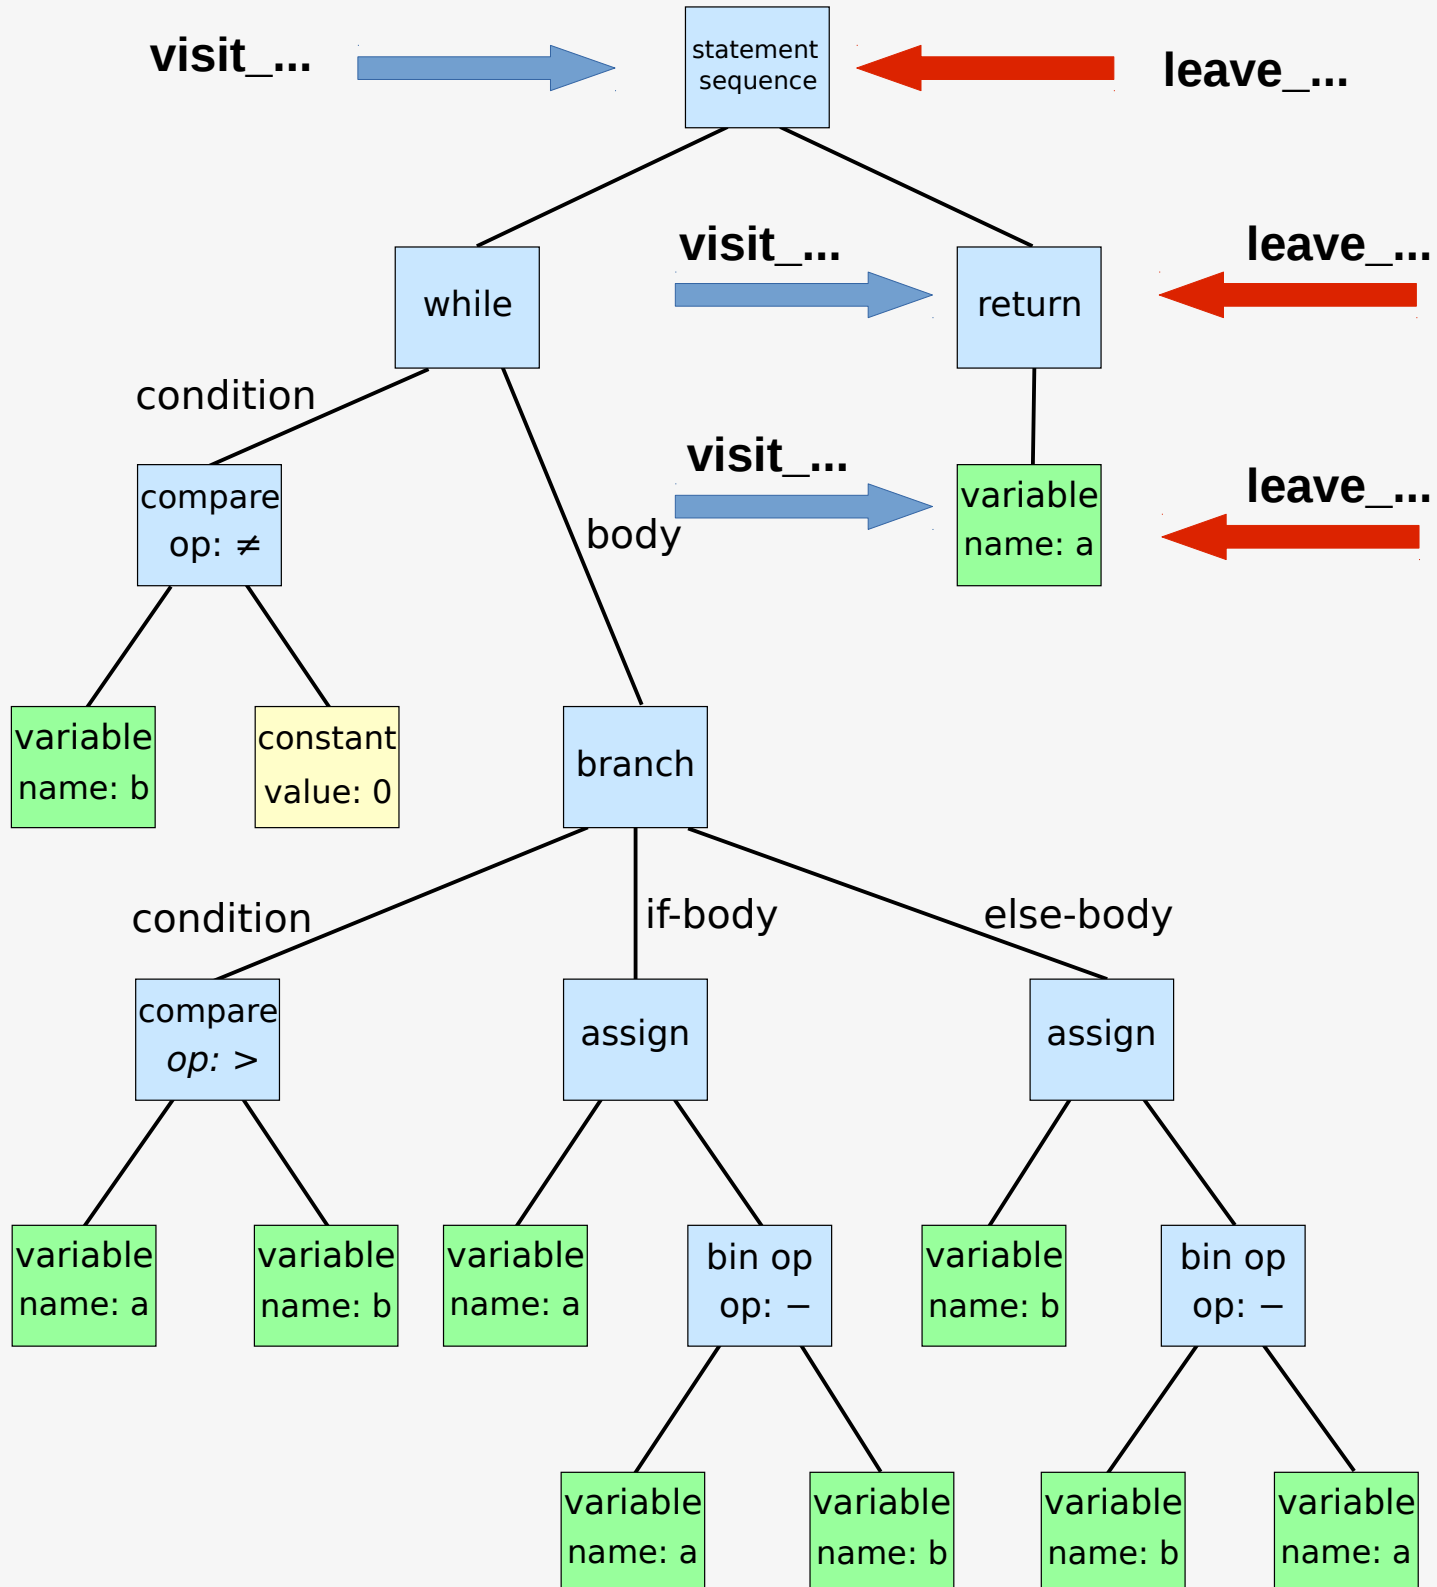 visit_...
statement
sequence
leave_...
while
visit_...
return
leave_...
condition
compare
op: ≠
body
visit_...
variable
name: a
leave_...
variable
name: b
constant
value: 0
branch
condition
if-body
else-body
compare
op: >
assign
assign
variable
name: a
variable
name: b
variable
name: a
bin op
op: −
variable
name: b
bin op
op: −
variable
name: a
variable
name: b
variable
name: b
variable
name: a